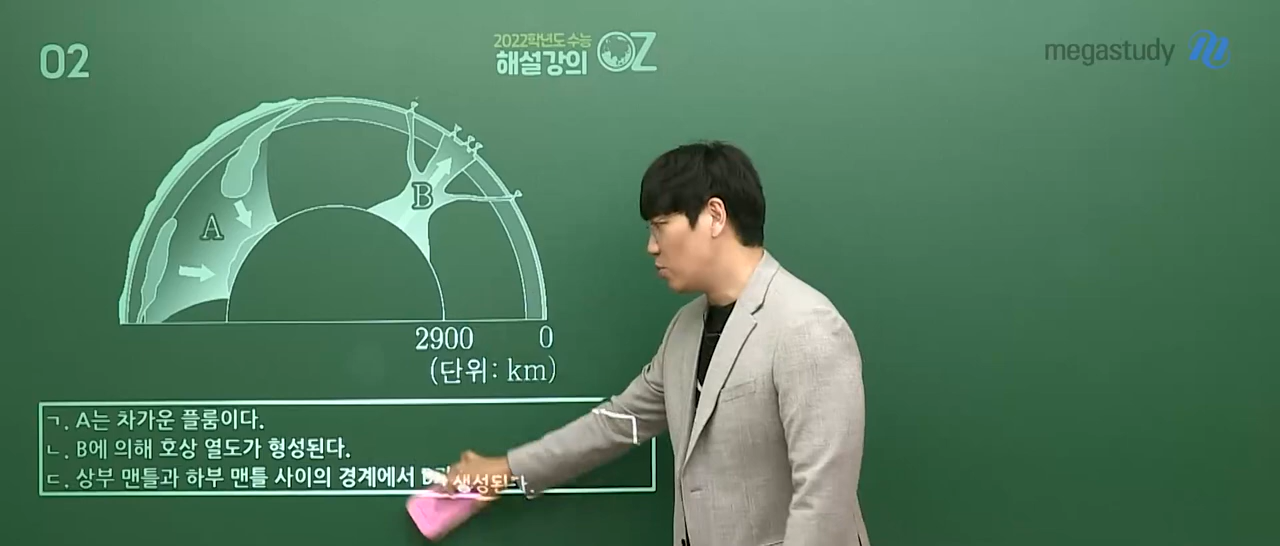 02
2022학년도 수능
해설강의 OZ
megastudy
A
B
2900 0
(단위: km)
ㄱ. A는 차가운 플룸이다.
ㄴ. B에 의해 호상 열도가 형성된다.
ㄷ. 상부 맨틀과 하부 맨틀 사이의 경계에서 생성된다.